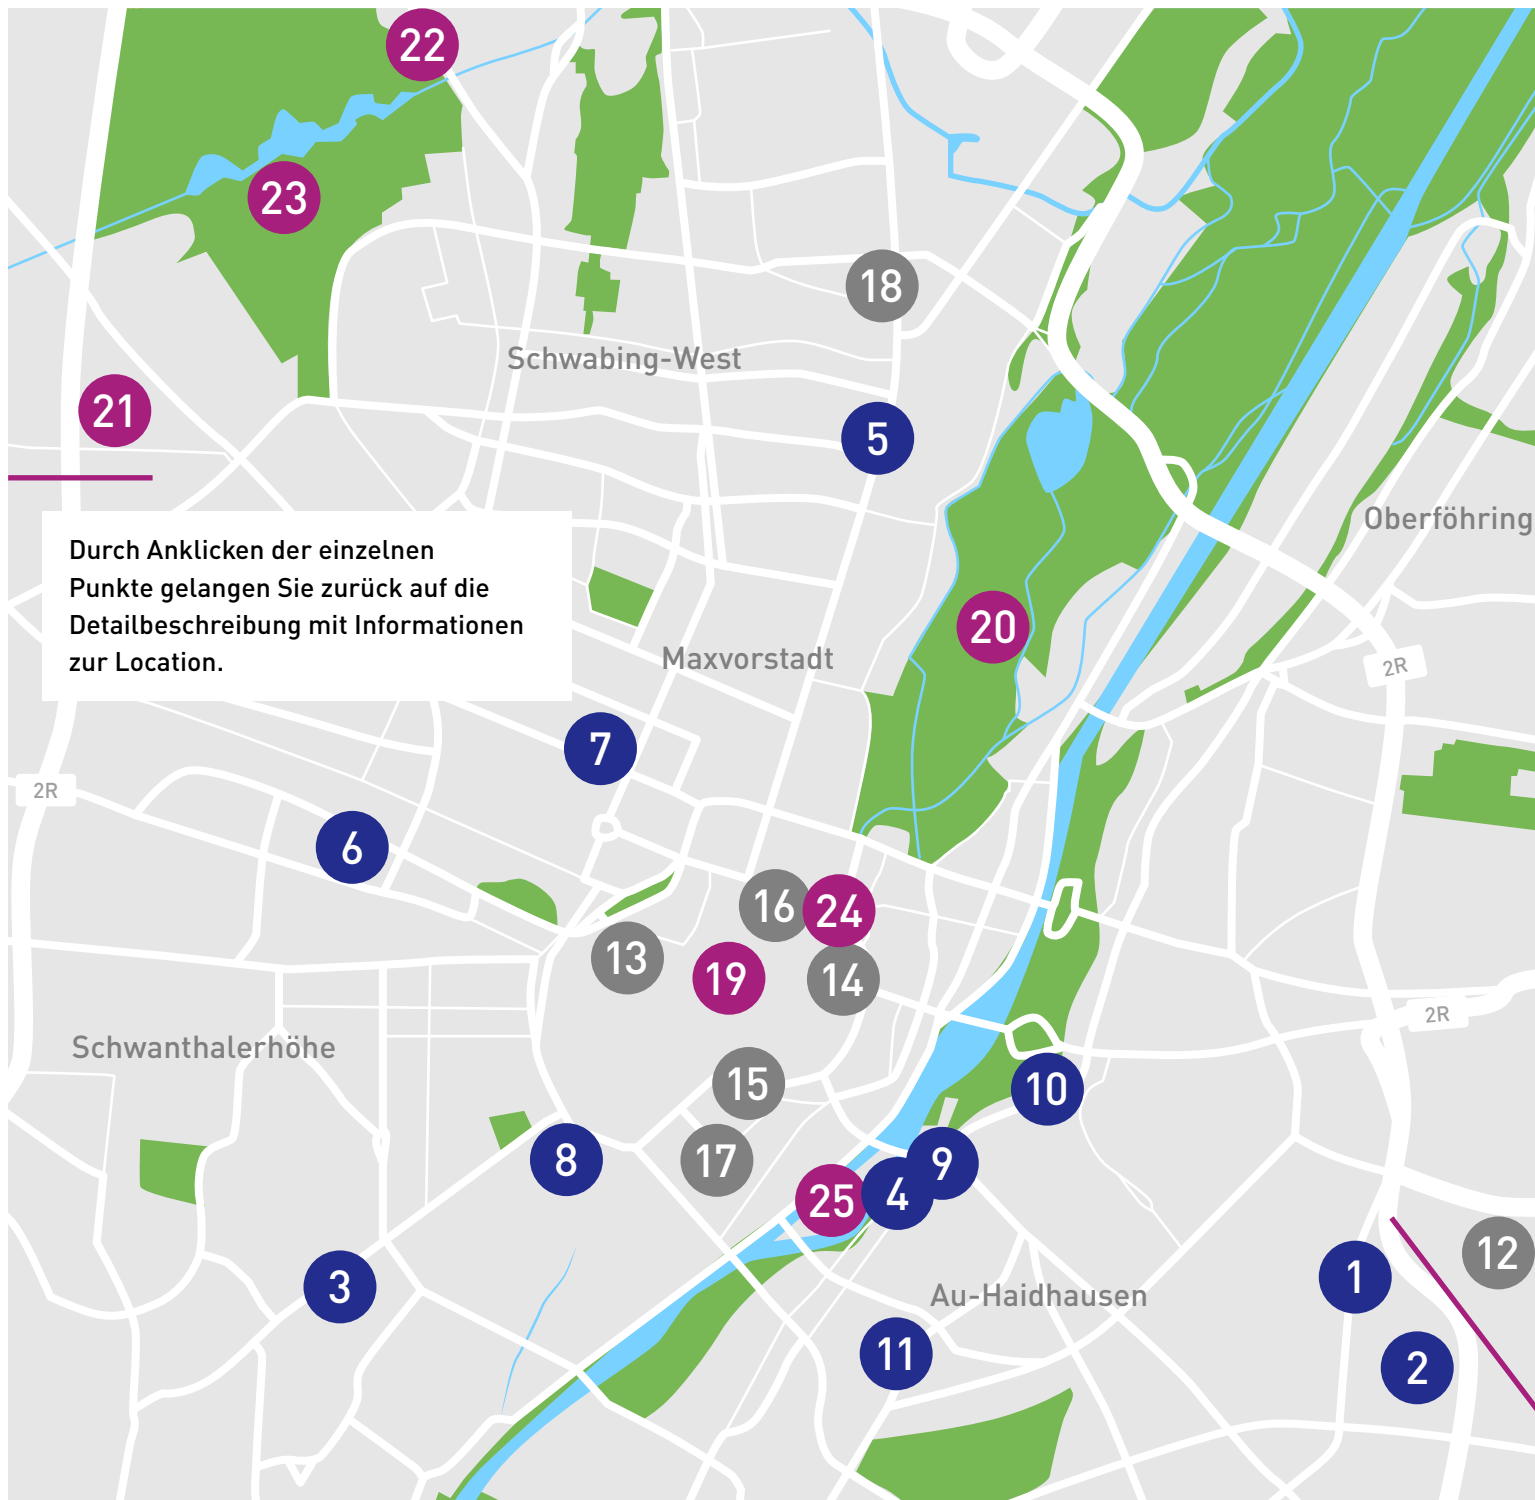 22
23
18
Schwabing-West
21
5
Oberföhring
Durch Anklicken der einzelnen
Punkte gelangen Sie zurück auf die
Detailbeschreibung mit Informationen
zur Location.
20
Maxvorstadt
2R
7
2R
6
16
24
13
19
14
2R
Schwanthalerhöhe
15
10
8
17
9
25
4
12
3
1
Au-Haidhausen
11
2